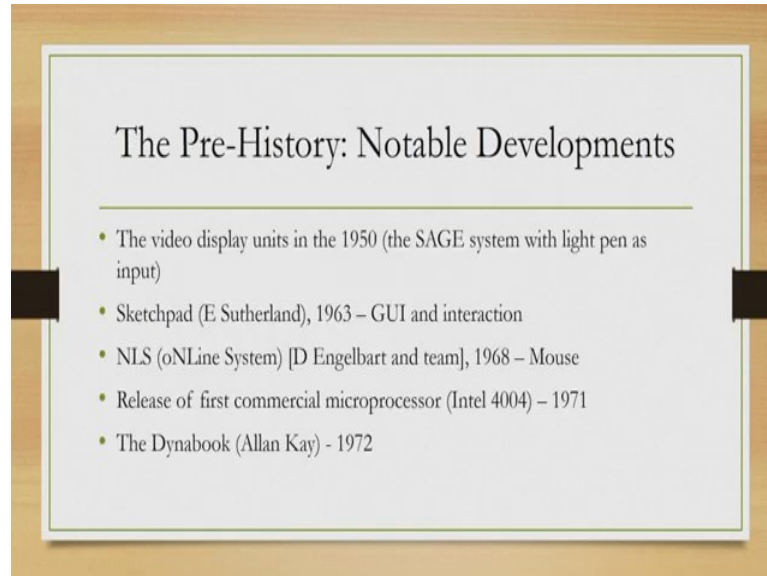 The Pre-History: Notable Developments
• The video display units in the 1950 (the SAGE system with light pen as
input)
• Sketchpad (E Sutherland), 1963 – GUI and interaction
• NLS (oNLine System) [D Engelbart and team], 1968 – Mouse
• Release of first commercial microprocessor (Intel 4004) – 1971
• The Dynabook (Allan Kay) - 1972